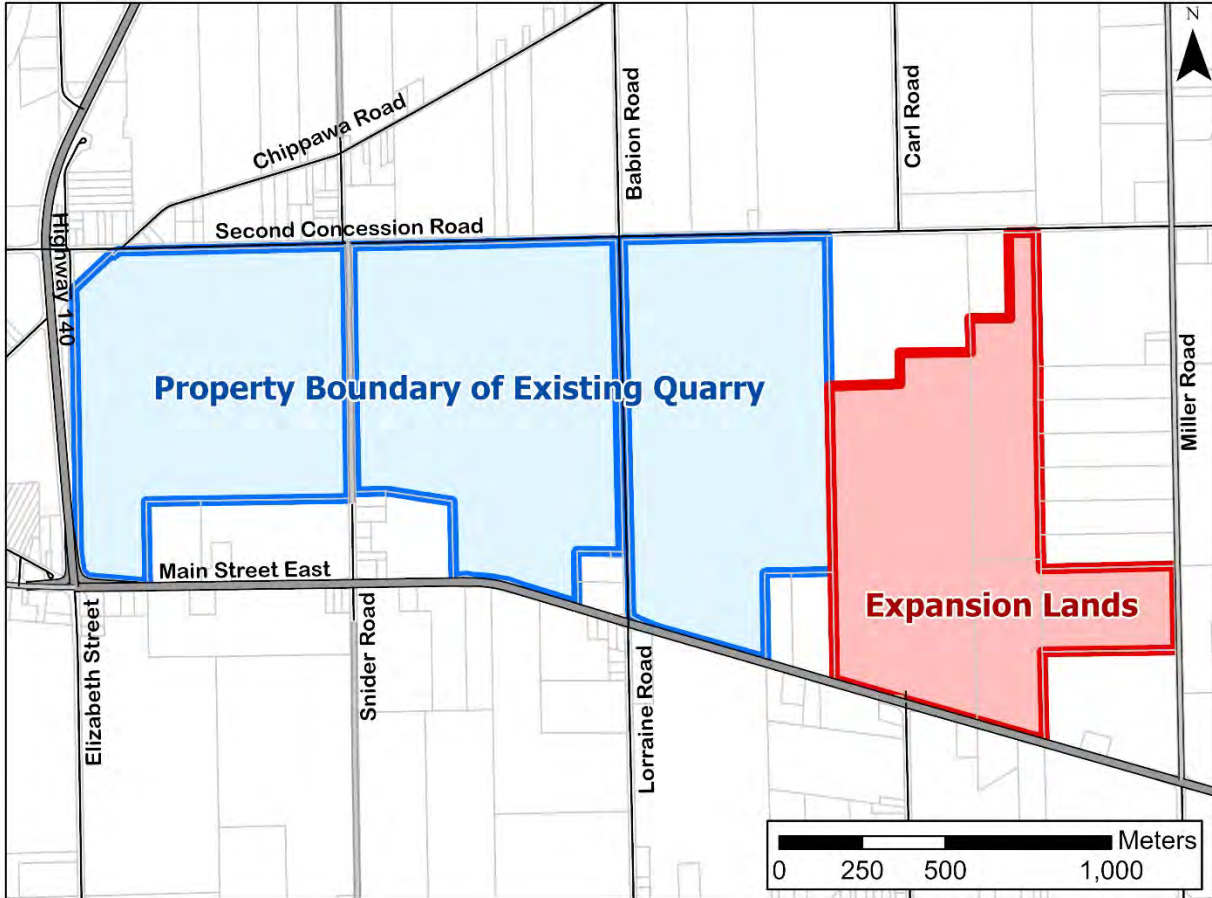 N
Chippawa Road
Babion Road
Carl Road
Highway 140
Second Concession Road
Property Boundary of Existing Quarry
Miller Road
Main Street East
Expansion Lands
Elizabeth Street
Snider Road
Lorraine Road
Meters
0 250 500 1,000